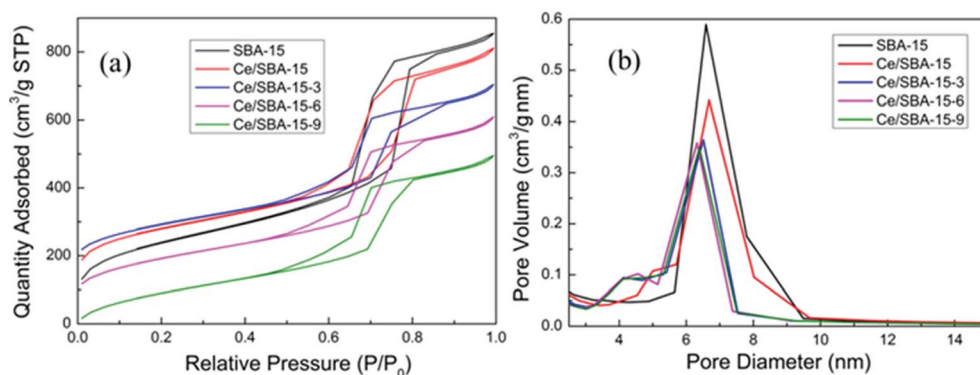 (a)
SBA-15
Ce/SBA-15
Ce/SBA-15-3
Ce/SBA-15-6
Ce/SBA-15-9
Quantity Adsorbed (cm³/g STP)
800
600
400
200
0
0.0 0.2 0.4 0.6 0.8 1.0
Relative Pressure (P/P₀)
(b)
SBA-15
Ce/SBA-15
Ce/SBA-15-3
Ce/SBA-15-6
Ce/SBA-15-9
Pore Volume (cm³/gnm)
0.6
0.5
0.4
0.3
0.2
0.1
0.0
4 6 8 10 12 14
Pore Diameter (nm)